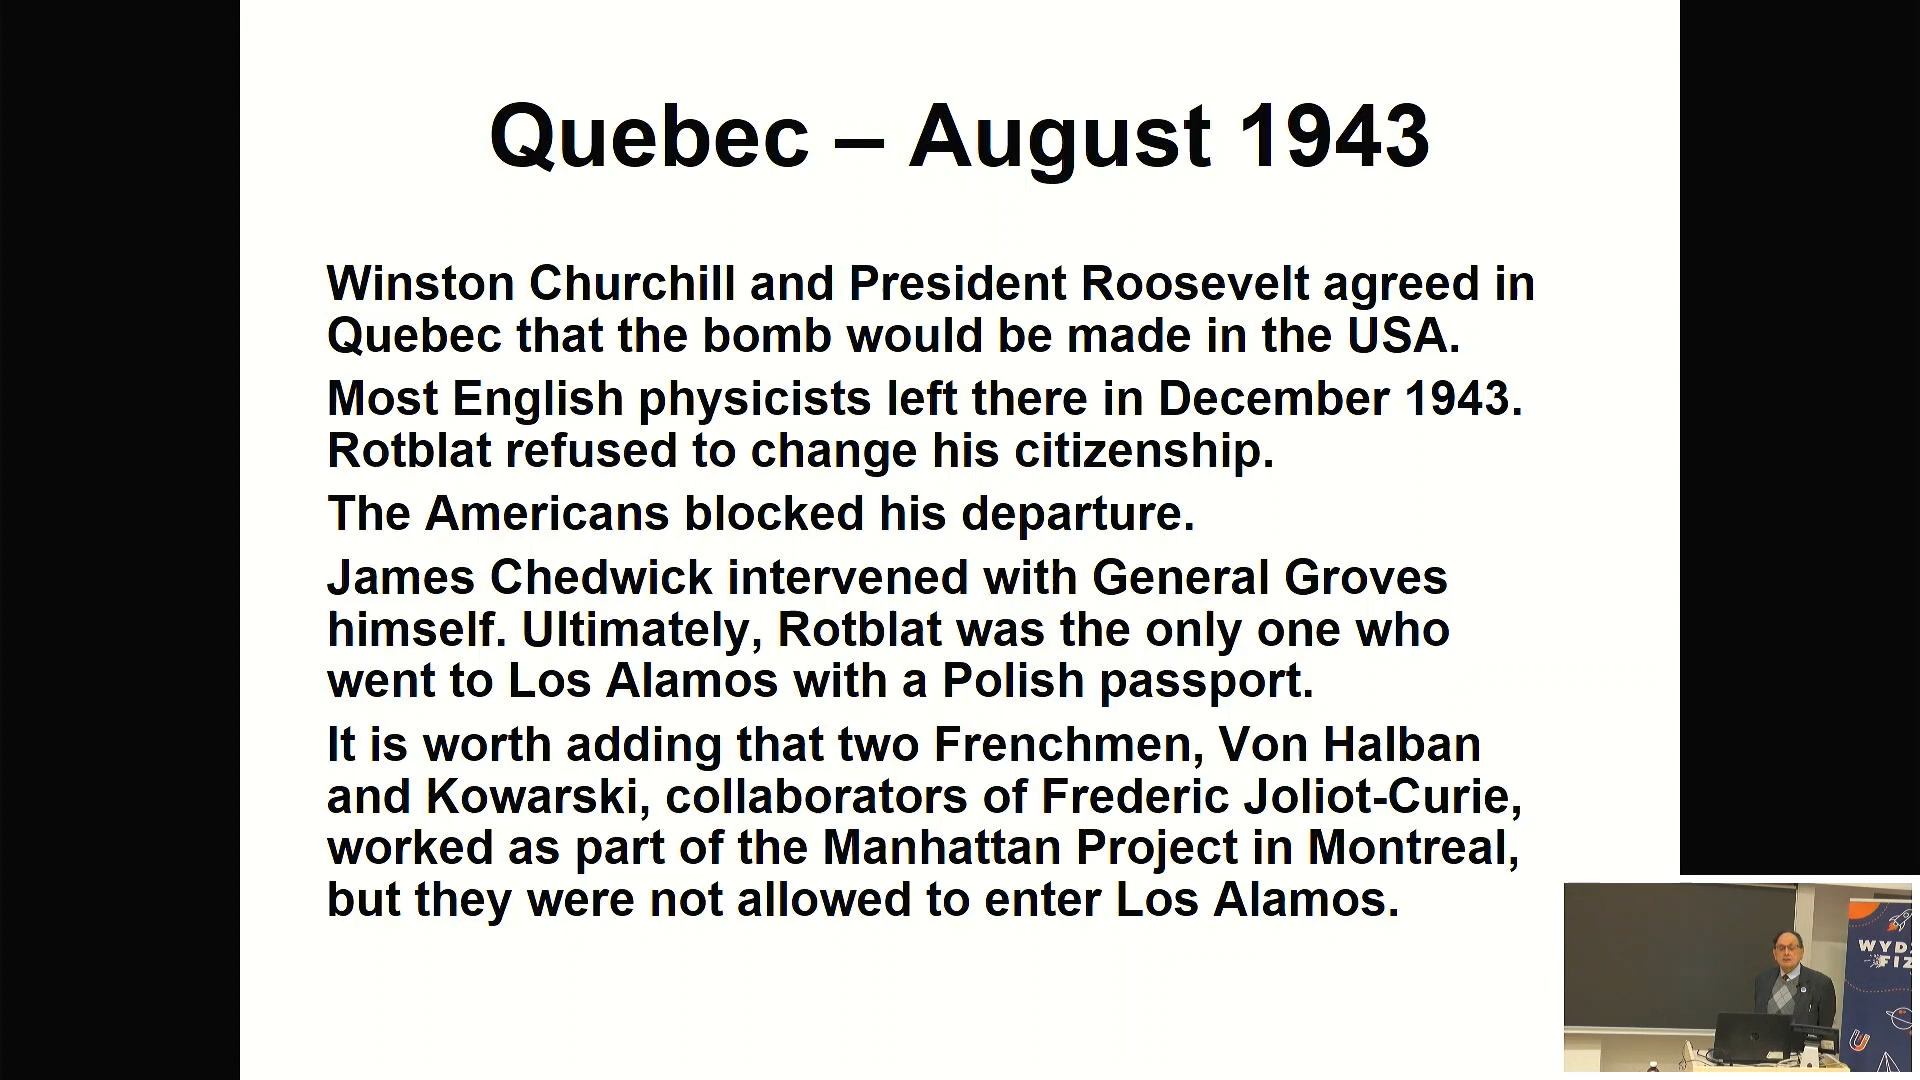 Quebec – August 1943
Winston Churchill and President Roosevelt agreed in
Quebec that the bomb would be made in the USA.
Most English physicists left there in December 1943.
Rotblat refused to change his citizenship.
The Americans blocked his departure.
James Chedwick intervened with General Groves
himself. Ultimately, Rotblat was the only one who
went to Los Alamos with a Polish passport.
It is worth adding that two Frenchmen, Von Halban
and Kowarski, collaborators of Frederic Joliot-Curie,
worked as part of the Manhattan Project in Montreal,
but they were not allowed to enter Los Alamos.
WYD
FIZ